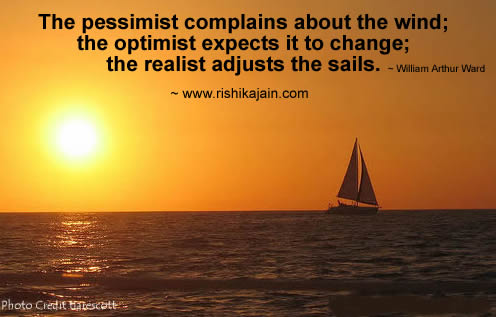 The pessimist complains about the wind;
the optimist expects it to change;
the realist adjusts the sails. ~ William Arthur Ward
~ www.rishikajain.com
Photo Credit